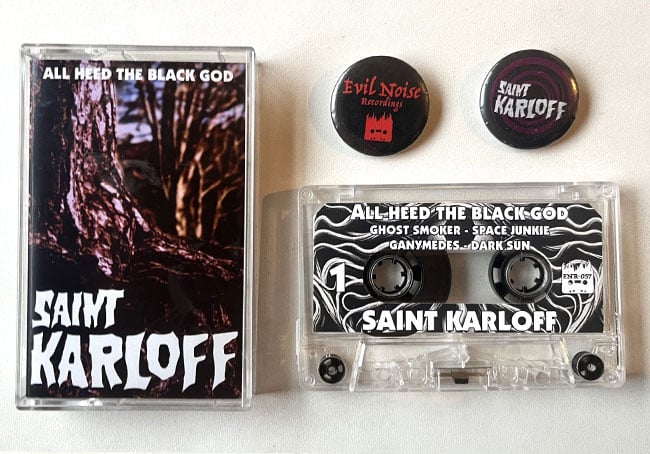 ALL HEED THE BLACK GOD
SAINT
KARLOFF
Evil Noise
Recordings
SAINT
KARLOFF
ALL HEED THE BLACK GOD
GHOST SMOKER - SPACE JUNKIE
GANYMEDES - DARK SUN
1
ENR-057
SAINT KARLOFF